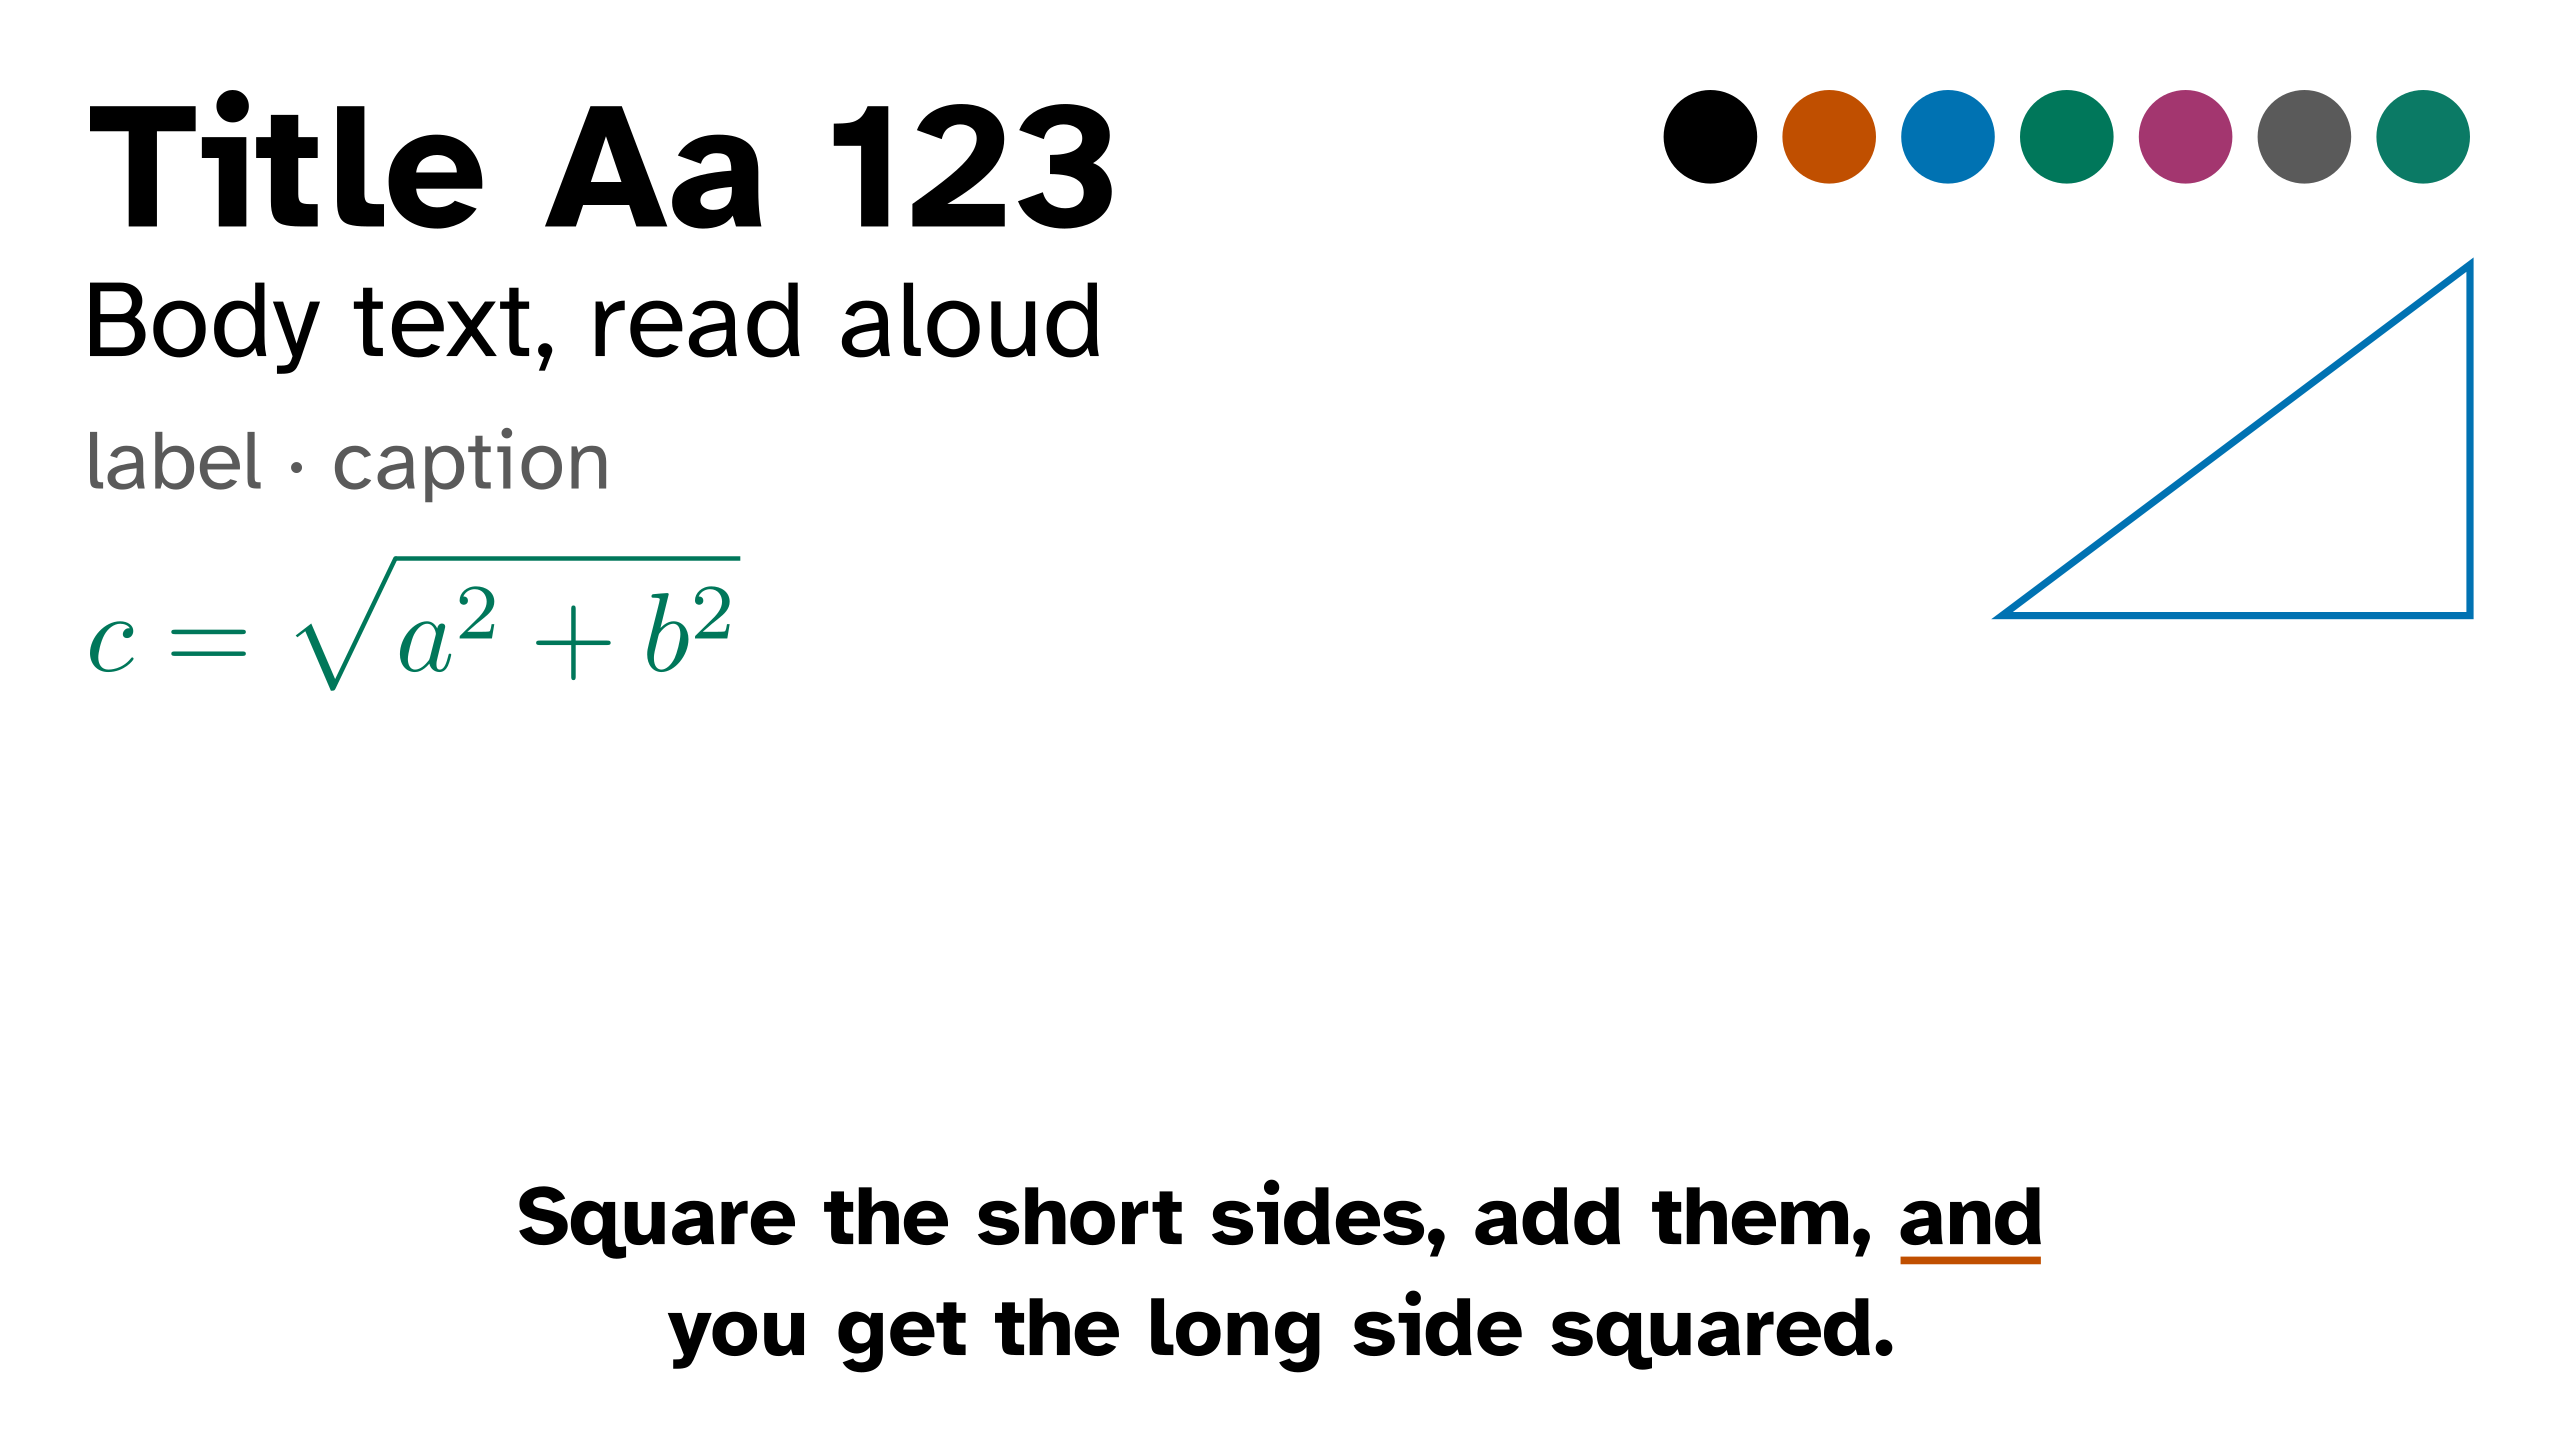 Title Aa 123
Body text, read aloud
label · caption
c = √(a² + b²)
Square the short sides, add them, and
you get the long side squared.